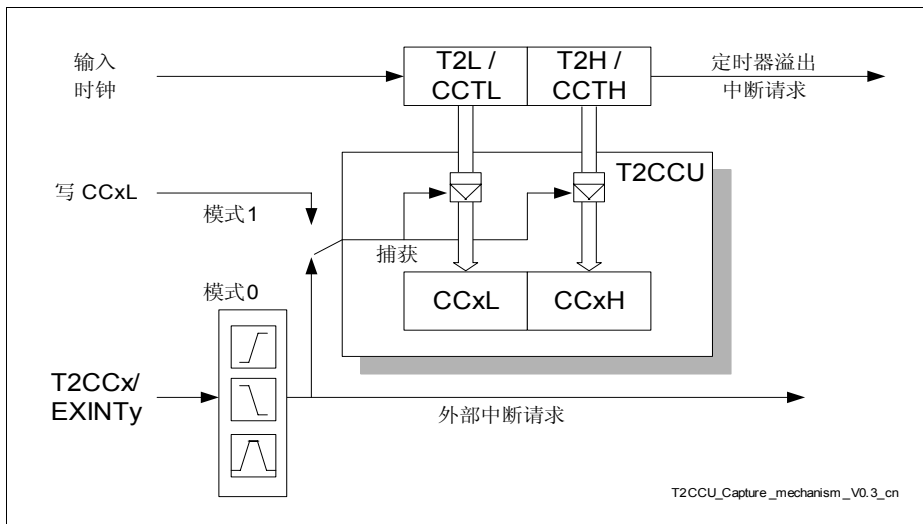 输入
时钟
T2L /
CCTL
T2H /
CCTH
定时器溢出
中断请求
T2CCU
写 CCxL
模式1
捕获
模式0
CCxL
CCxH
T2CCx/
EXINTy
外部中断请求
T2CCU_Capture_mechanism_V0.3_cn